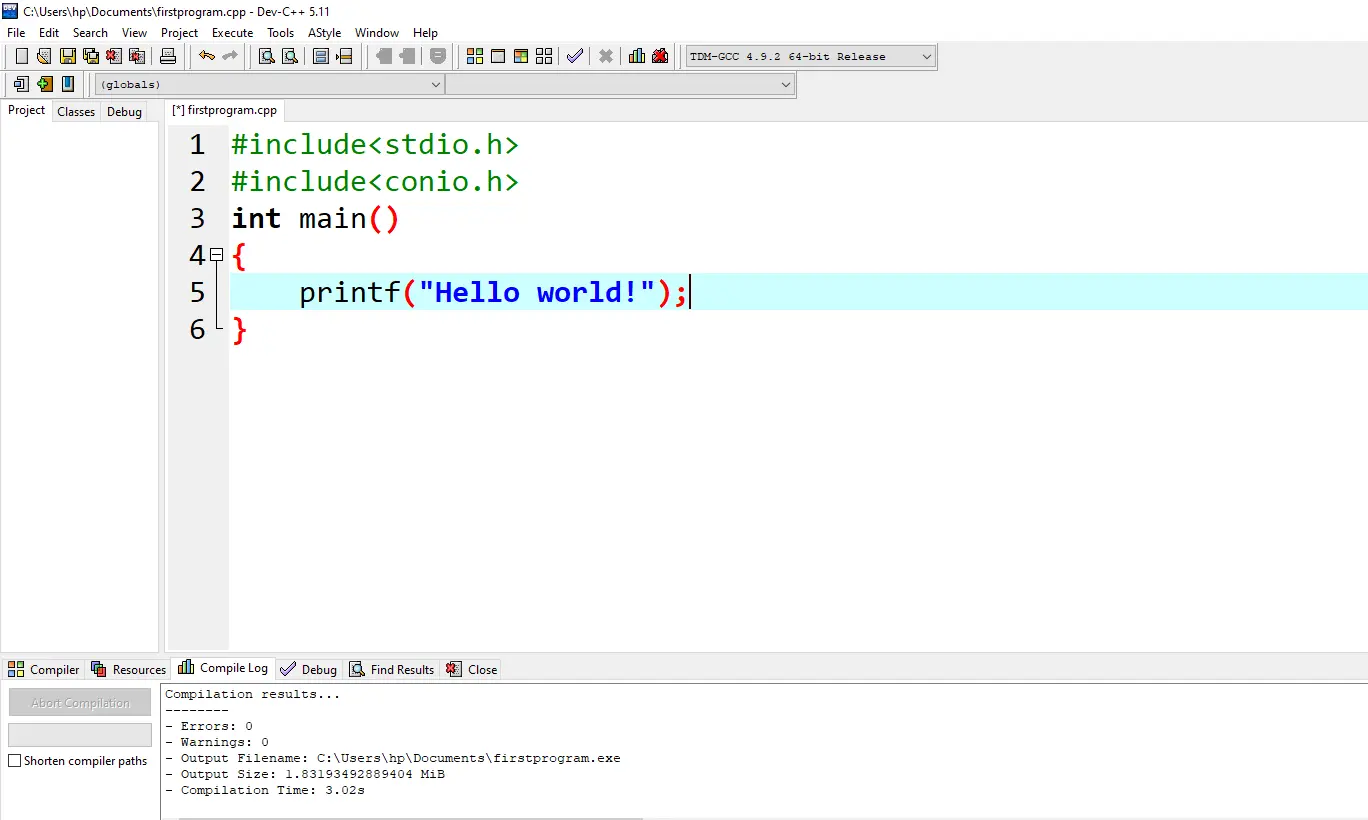 C:\Users\hp\Documents\firstprogram.cpp - Dev-C++ 5.11
File Edit Search View Project Execute Tools AStyle Window Help
TDM-GCC 4.9.2 64-bit Release
(globals)
Project Classes Debug [*] firstprogram.cpp
1 #include<stdio.h>
2 #include<conio.h>
3 int main()
4 {
5     printf("Hello world!");
6 }
Compiler Resources Compile Log Debug Find Results Close
Abort Compilation
Shorten compiler paths
Compilation results...
--------
- Errors: 0
- Warnings: 0
- Output Filename: C:\Users\hp\Documents\firstprogram.exe
- Output Size: 1.83193492889404 MiB
- Compilation Time: 3.02s